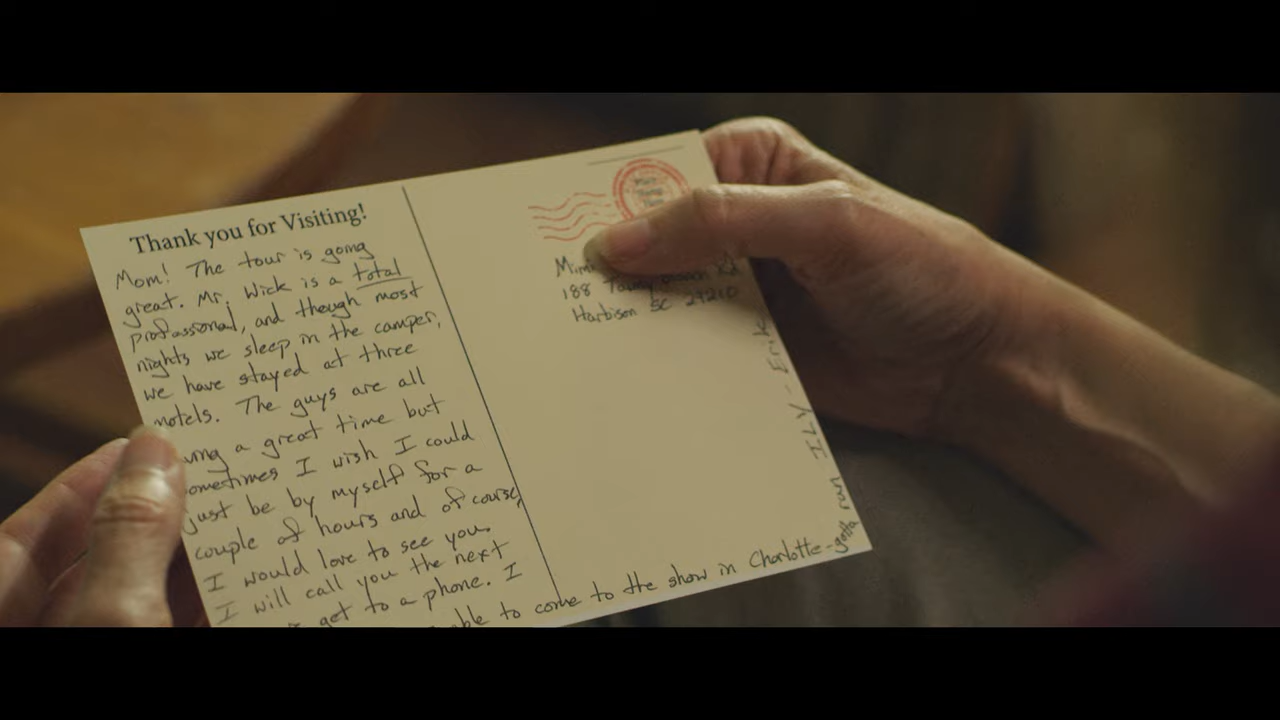 Thank you for Visiting!
Mom! The tour is going
great. Mr. Wick is a total
professional, and though most
nights we sleep in the camper,
we have stayed at three
motels. The guys are all
a great time but
sometimes I wish I could
just be by myself for a
couple of hours and of course,
I would love to see you.
I will call you the next
get to a phone. I
to come to the show in Charlotte - gotta run
ILY - Erik
188
Harbison SC 29210